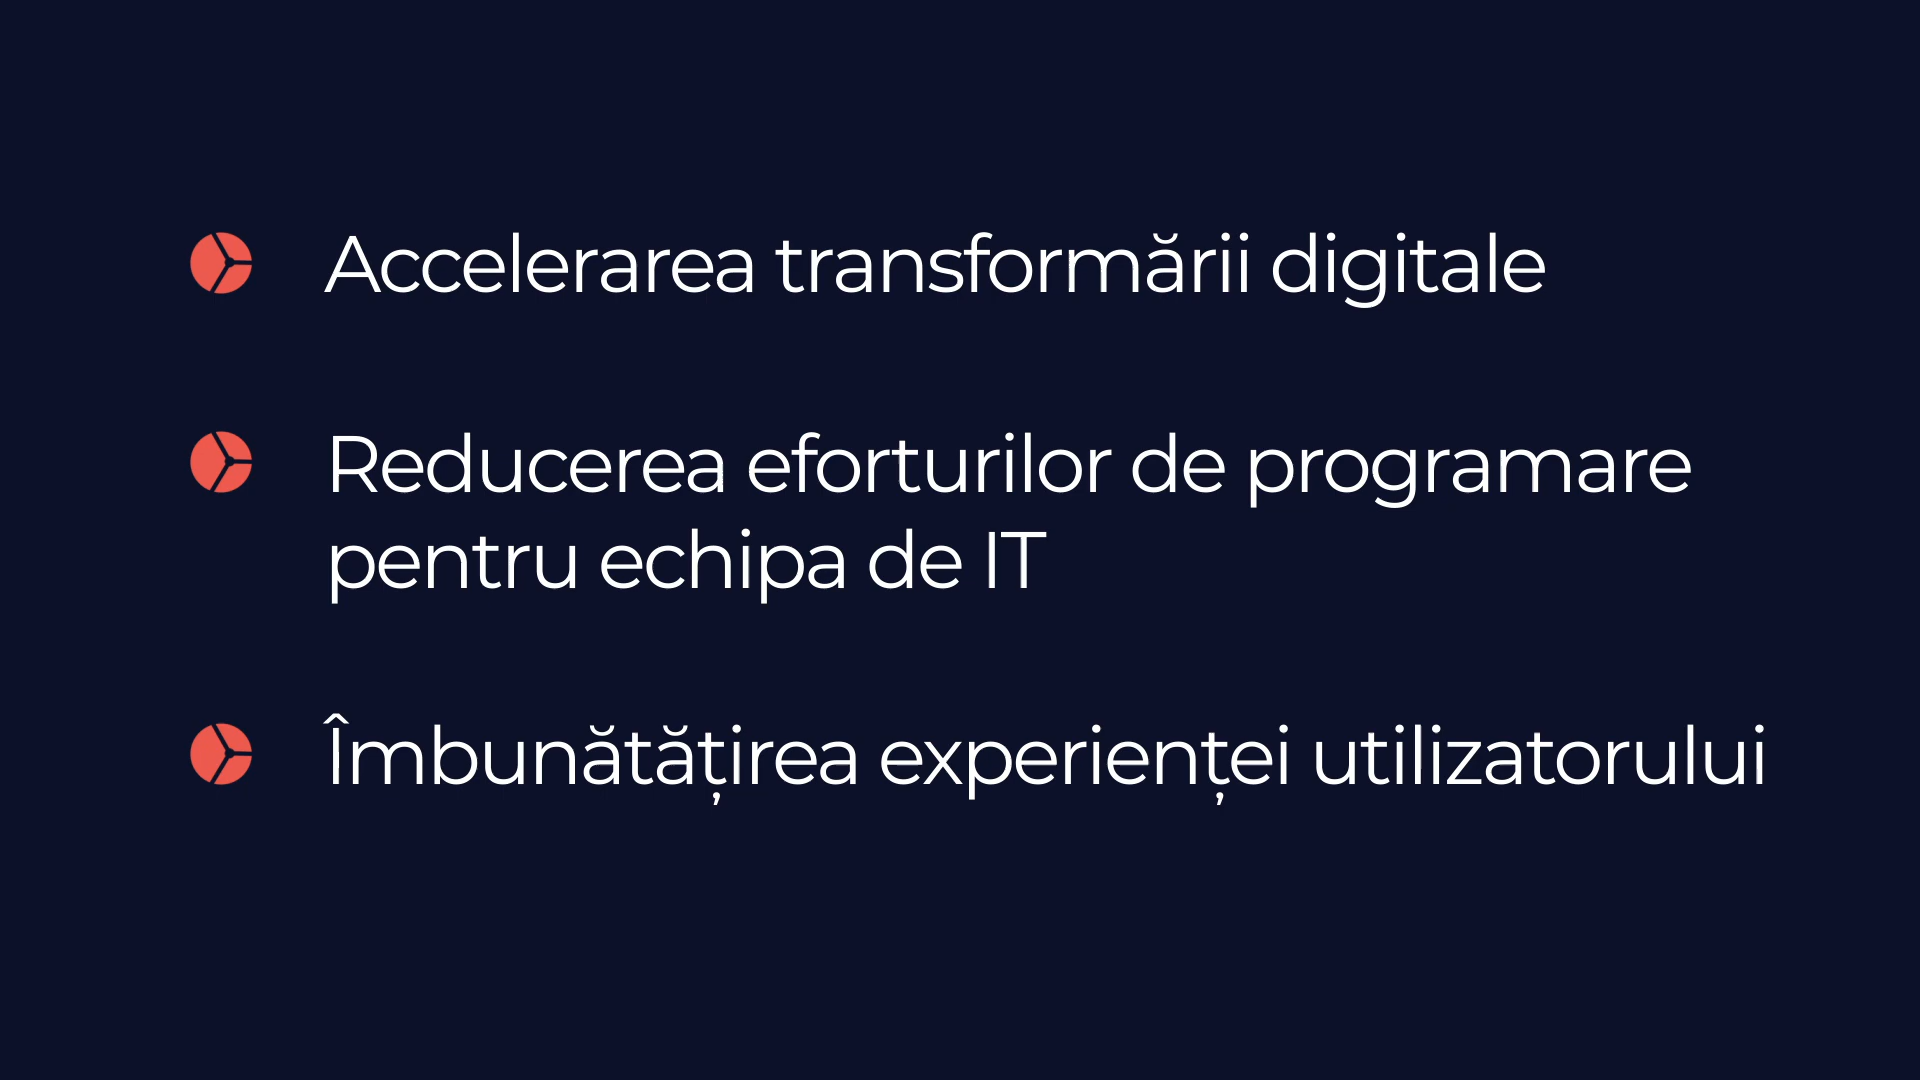 Accelerarea transformării digitale
Reducerea eforturilor de programare
pentru echipa de IT
Îmbunătățirea experienței utilizatorului